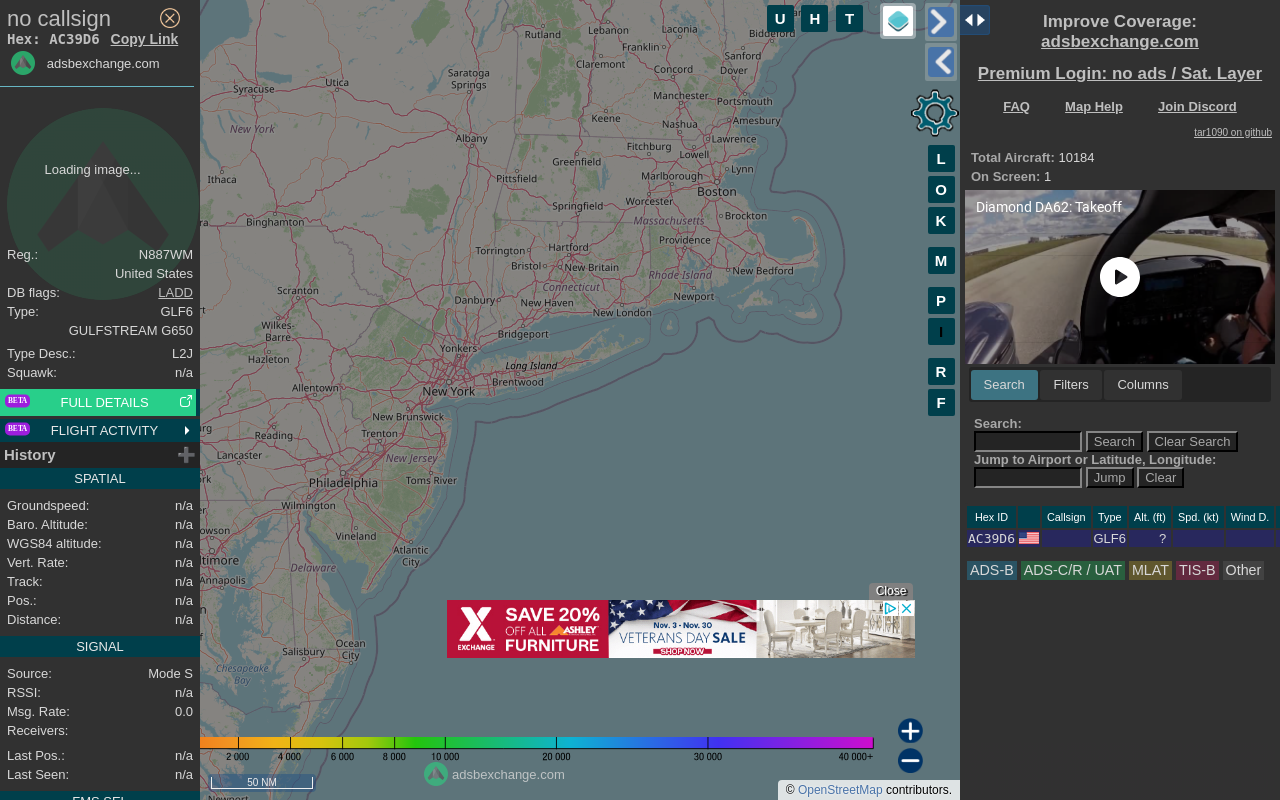 no callsign
Hex: AC39D6 Copy Link
adsbexchange.com
Loading image...
Reg.: N887WM
United States
DB flags: LADD
Type: GLF6
GULFSTREAM G650
Type Desc.: L2J
Squawk: n/a
BETA FULL DETAILS
BETA FLIGHT ACTIVITY
History
SPATIAL
Groundspeed: n/a
Baro. Altitude: n/a
WGS84 altitude: n/a
Vert. Rate: n/a
Track: n/a
Pos.: n/a
Distance: n/a
SIGNAL
Source: Mode S
RSSI: n/a
Msg. Rate: 0.0
Receivers:
Last Pos.: n/a
Last Seen: n/a
FMS SEL
U H T
L
O
K
M
P
I
R
F
Rutland
Lebanon
Laconia
Biddeford
Franklin
Claremont
Sanford
Concord
Dover
Utica
Saratoga
Springs
Syracuse
Manchester
Portsmouth
Keene
Nashua
Amesbury
New York
Albany
Lawrence
Fitchburg
Greenfield
Lowell
Ithaca
Pittsfield
Marlborough
Lynn
Boston
Springfield
Worcester
Binghamton
Massachusetts
Brockton
Torrington
Hartford
Providence
Bristol
New Britain
Rhode Island
New Bedford
Connecticut
Scranton
Danbury
New Haven
Newport
New London
Wilkes-
Barre
Bridgeport
Yonkers
Hazleton
Long Island
Allentown
New York
Brentwood
New Brunswick
Reading
Trenton
Lancaster
New Jersey
Toms River
Philadelphia
Wilmington
Vineland
Atlantic
City
Annapolis
Delaware
Ocean
City
Salisbury
Chesapeake
Bay
Newport
Close
EXCHANGE
SAVE 20%
OFF ALL ASHLEY
FURNITURE
Nov. 3 - Nov. 30
VETERANS DAY SALE
SHOP NOW
2 000 4 000 6 000 8 000 10 000 20 000 30 000 40 000+
50 NM
adsbexchange.com
© OpenStreetMap contributors.
Improve Coverage:
adsbexchange.com
Premium Login: no ads / Sat. Layer
FAQ Map Help Join Discord
tar1090 on github
Total Aircraft: 10184
On Screen: 1
Diamond DA62: Takeoff
Search Filters Columns
Search:
Search Clear Search
Jump to Airport or Latitude, Longitude:
Jump Clear
Hex ID Callsign Type Alt. (ft) Spd. (kt) Wind D.
AC39D6 GLF6 ?
ADS-B ADS-C/R / UAT MLAT TIS-B Other